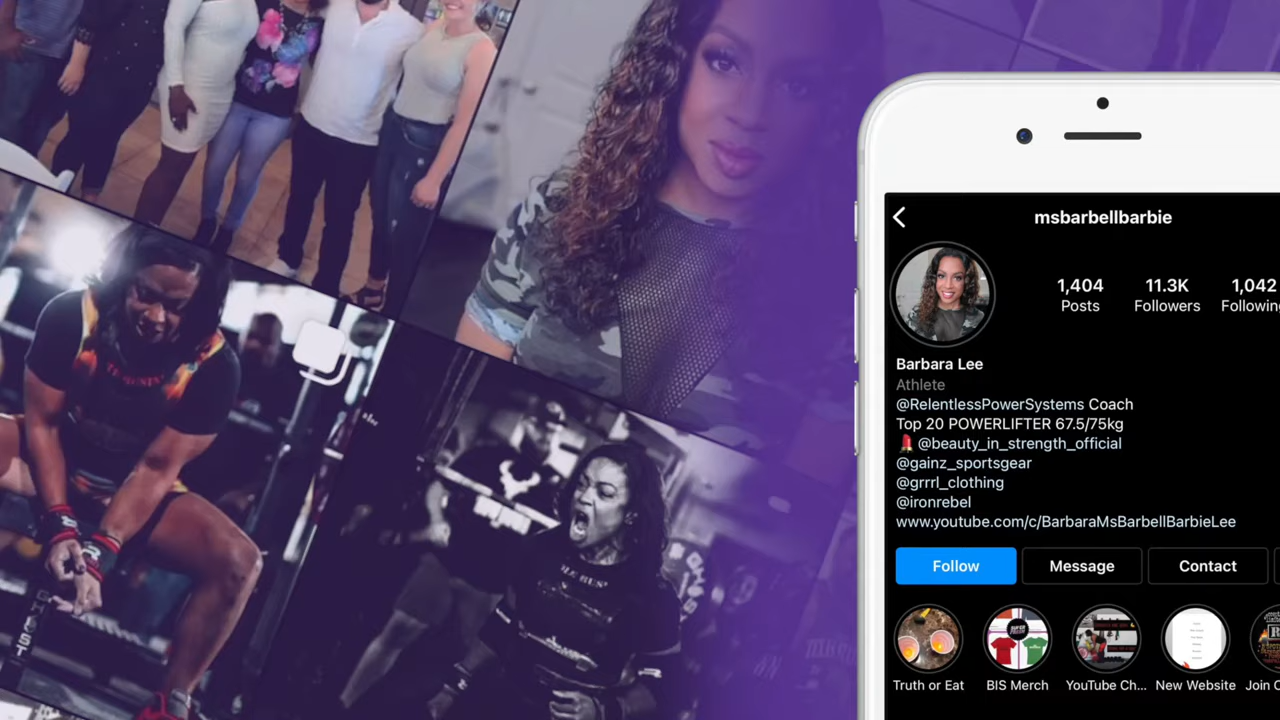 msbarbellbarbie
1,404 11.3K 1,042
Posts Followers Following
Barbara Lee
Athlete
@RelentlessPowerSystems Coach
Top 20 POWERLIFTER 67.5/75kg
@beauty_in_strength_official
@gainz_sportsgear
@grrrl_clothing
@ironrebel
www.youtube.com/c/BarbaraMsBarbellBarbieLee
Follow Message Contact
Truth or Eat BIS Merch YouTube Ch... New Website Join